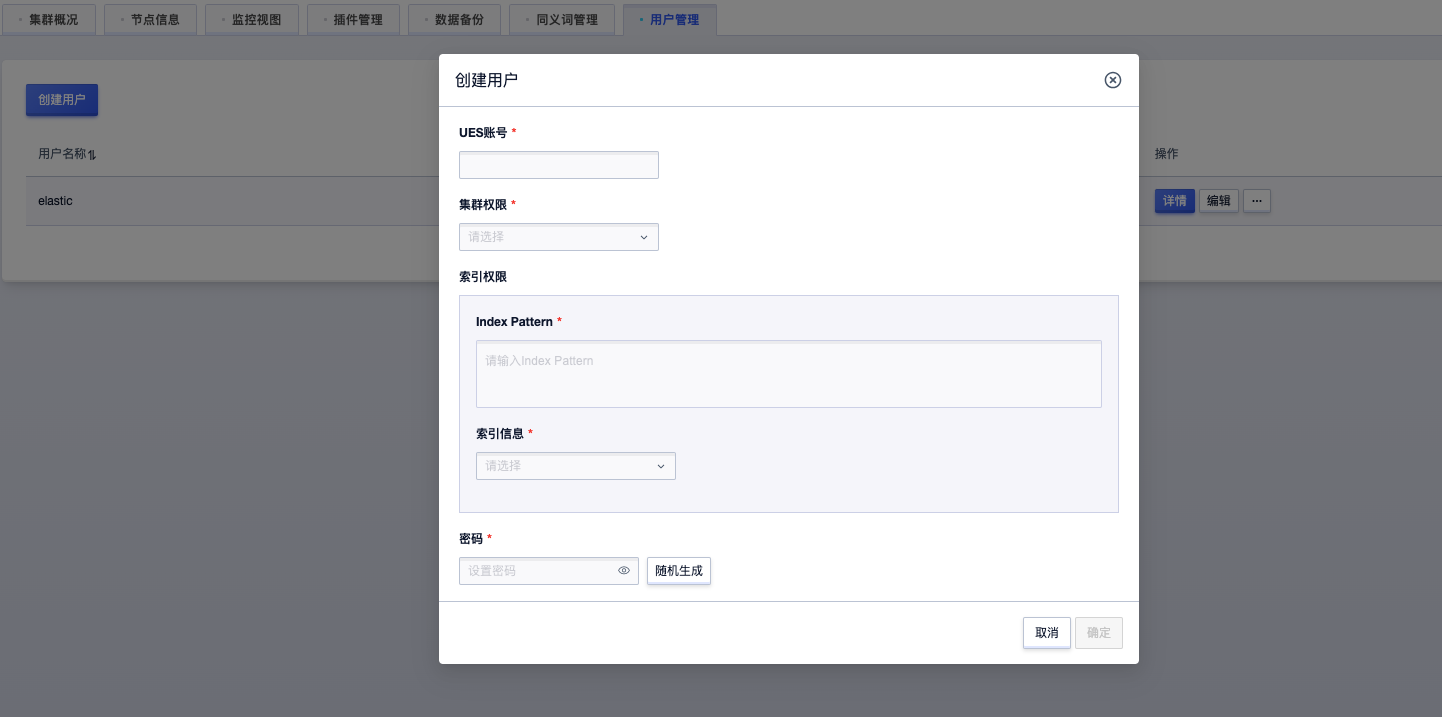 集群概况 节点信息 监控视图 插件管理 数据备份 同义词管理 用户管理
创建用户
创建用户
用户名称 操作
elastic 详情 编辑 ...
UES账号 *
集群权限 *
请选择
索引权限
Index Pattern *
请输入Index Pattern
索引信息 *
请选择
密码 *
设置密码 随机生成
取消 确定